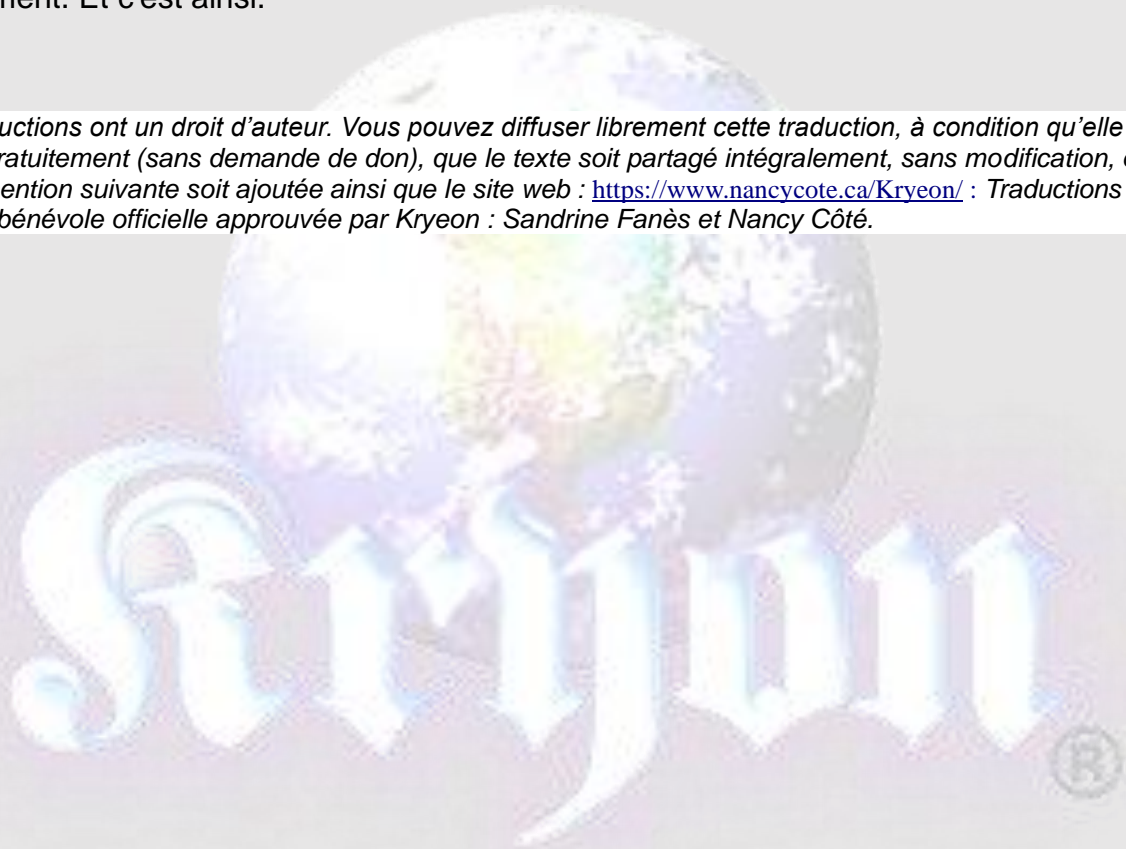 ment. Et c'est ainsi.
uctions ont un droit d'auteur. Vous pouvez diffuser librement cette traduction, à condition qu'elle
ratuitement (sans demande de don), que le texte soit partagé intégralement, sans modification,
ention suivante soit ajoutée ainsi que le site web : https://www.nancycote.ca/Kryeon/ : Traductions
bénévole officielle approuvée par Kryeon : Sandrine Fanès et Nancy Côté.
Kryon
®